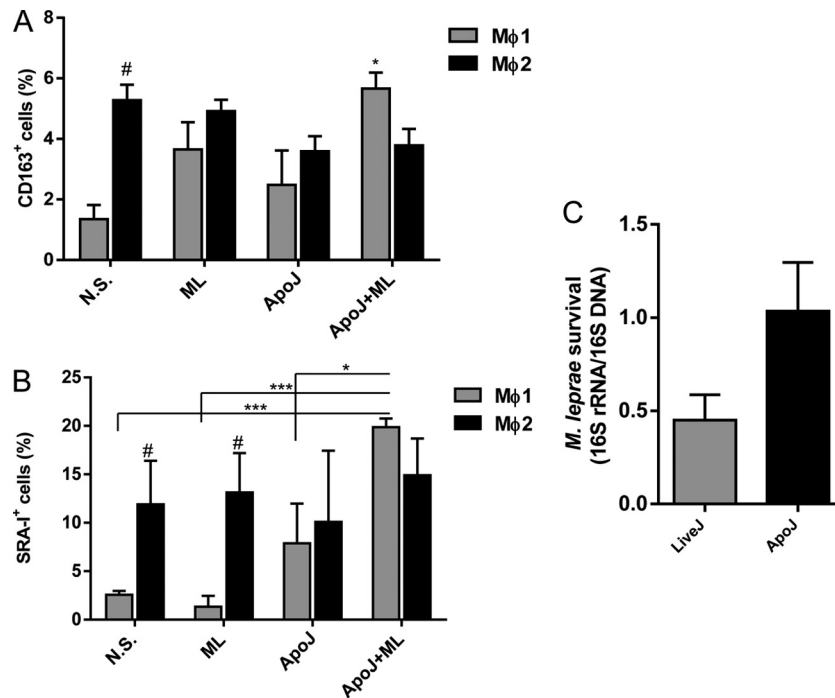 A
Mϕ1
Mϕ2
CD163⁺ cells (%)
8
6
4
2
0
#
*
N.S.
ML
ApoJ
ApoJ+ML
B
Mϕ1
Mϕ2
SRA-I⁺ cells (%)
25
20
15
10
5
0
*
***
***
#
#
N.S.
ML
ApoJ
ApoJ+ML
C
M. leprae survival
(16S rRNA/16S DNA)
1.5
1.0
0.5
0.0
LiveJ
ApoJ